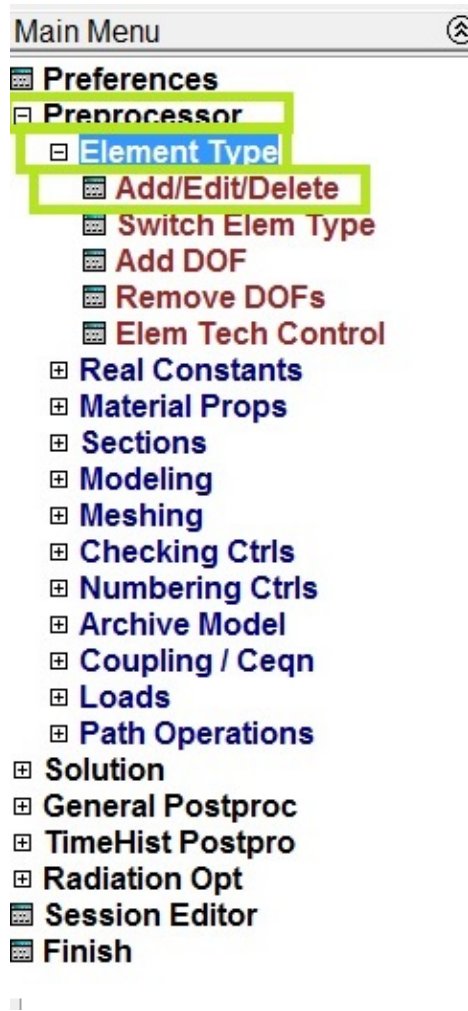 Main Menu
Preferences
Preprocessor
Element Type
Add/Edit/Delete
Switch Elem Type
Add DOF
Remove DOFs
Elem Tech Control
Real Constants
Material Props
Sections
Modeling
Meshing
Checking Ctrls
Numbering Ctrls
Archive Model
Coupling / Ceqn
Loads
Path Operations
Solution
General Postproc
TimeHist Postpro
Radiation Opt
Session Editor
Finish